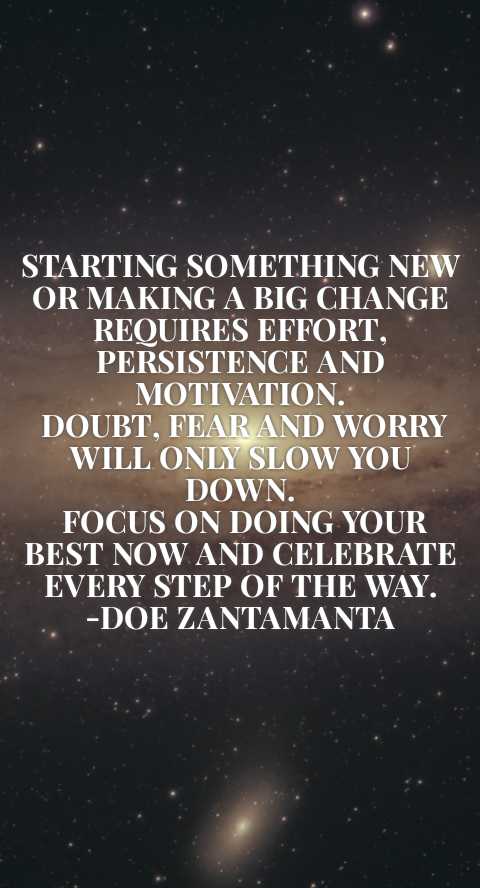 STARTING SOMETHING NEW
OR MAKING A BIG CHANGE
REQUIRES EFFORT,
PERSISTENCE AND
MOTIVATION.
DOUBT, FEAR AND WORRY
WILL ONLY SLOW YOU
DOWN.
FOCUS ON DOING YOUR
BEST NOW AND CELEBRATE
EVERY STEP OF THE WAY.
-DOE ZANTAMANTA